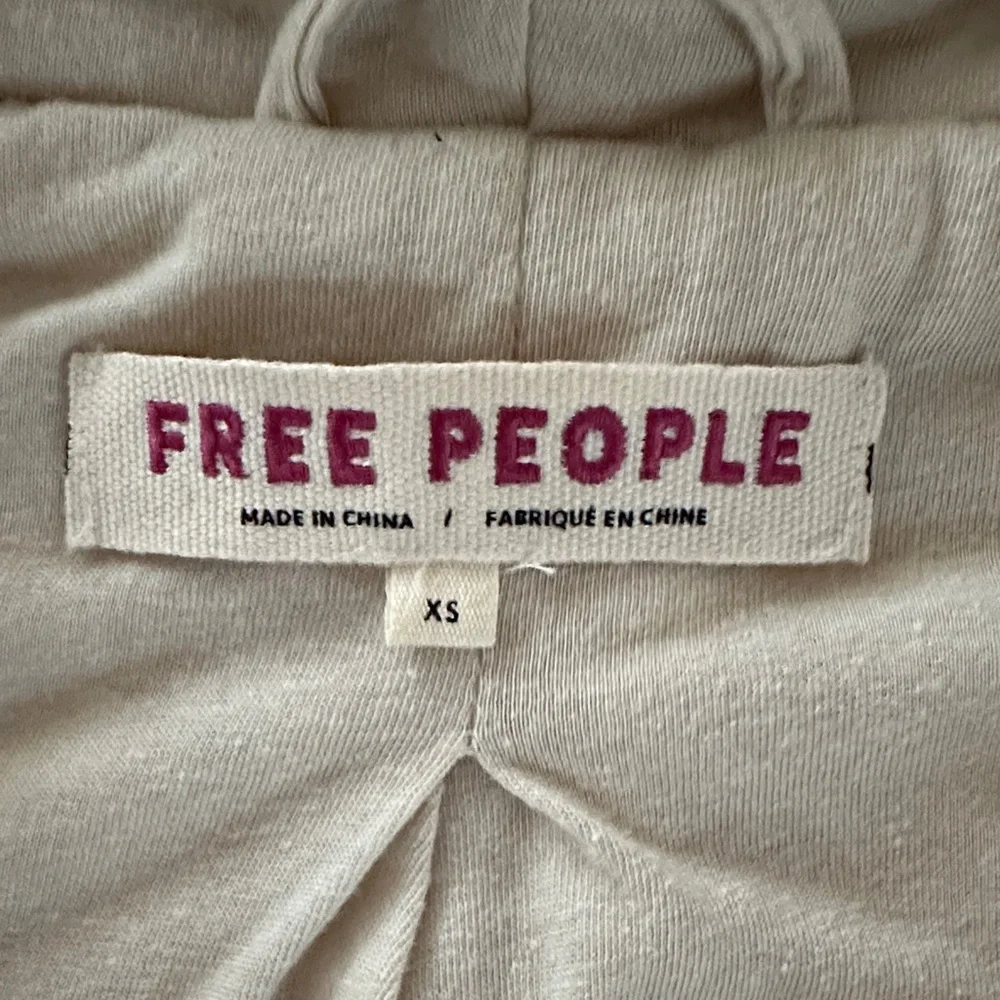 FREE PEOPLE
MADE IN CHINA / FABRIQUÉ EN CHINE
XS